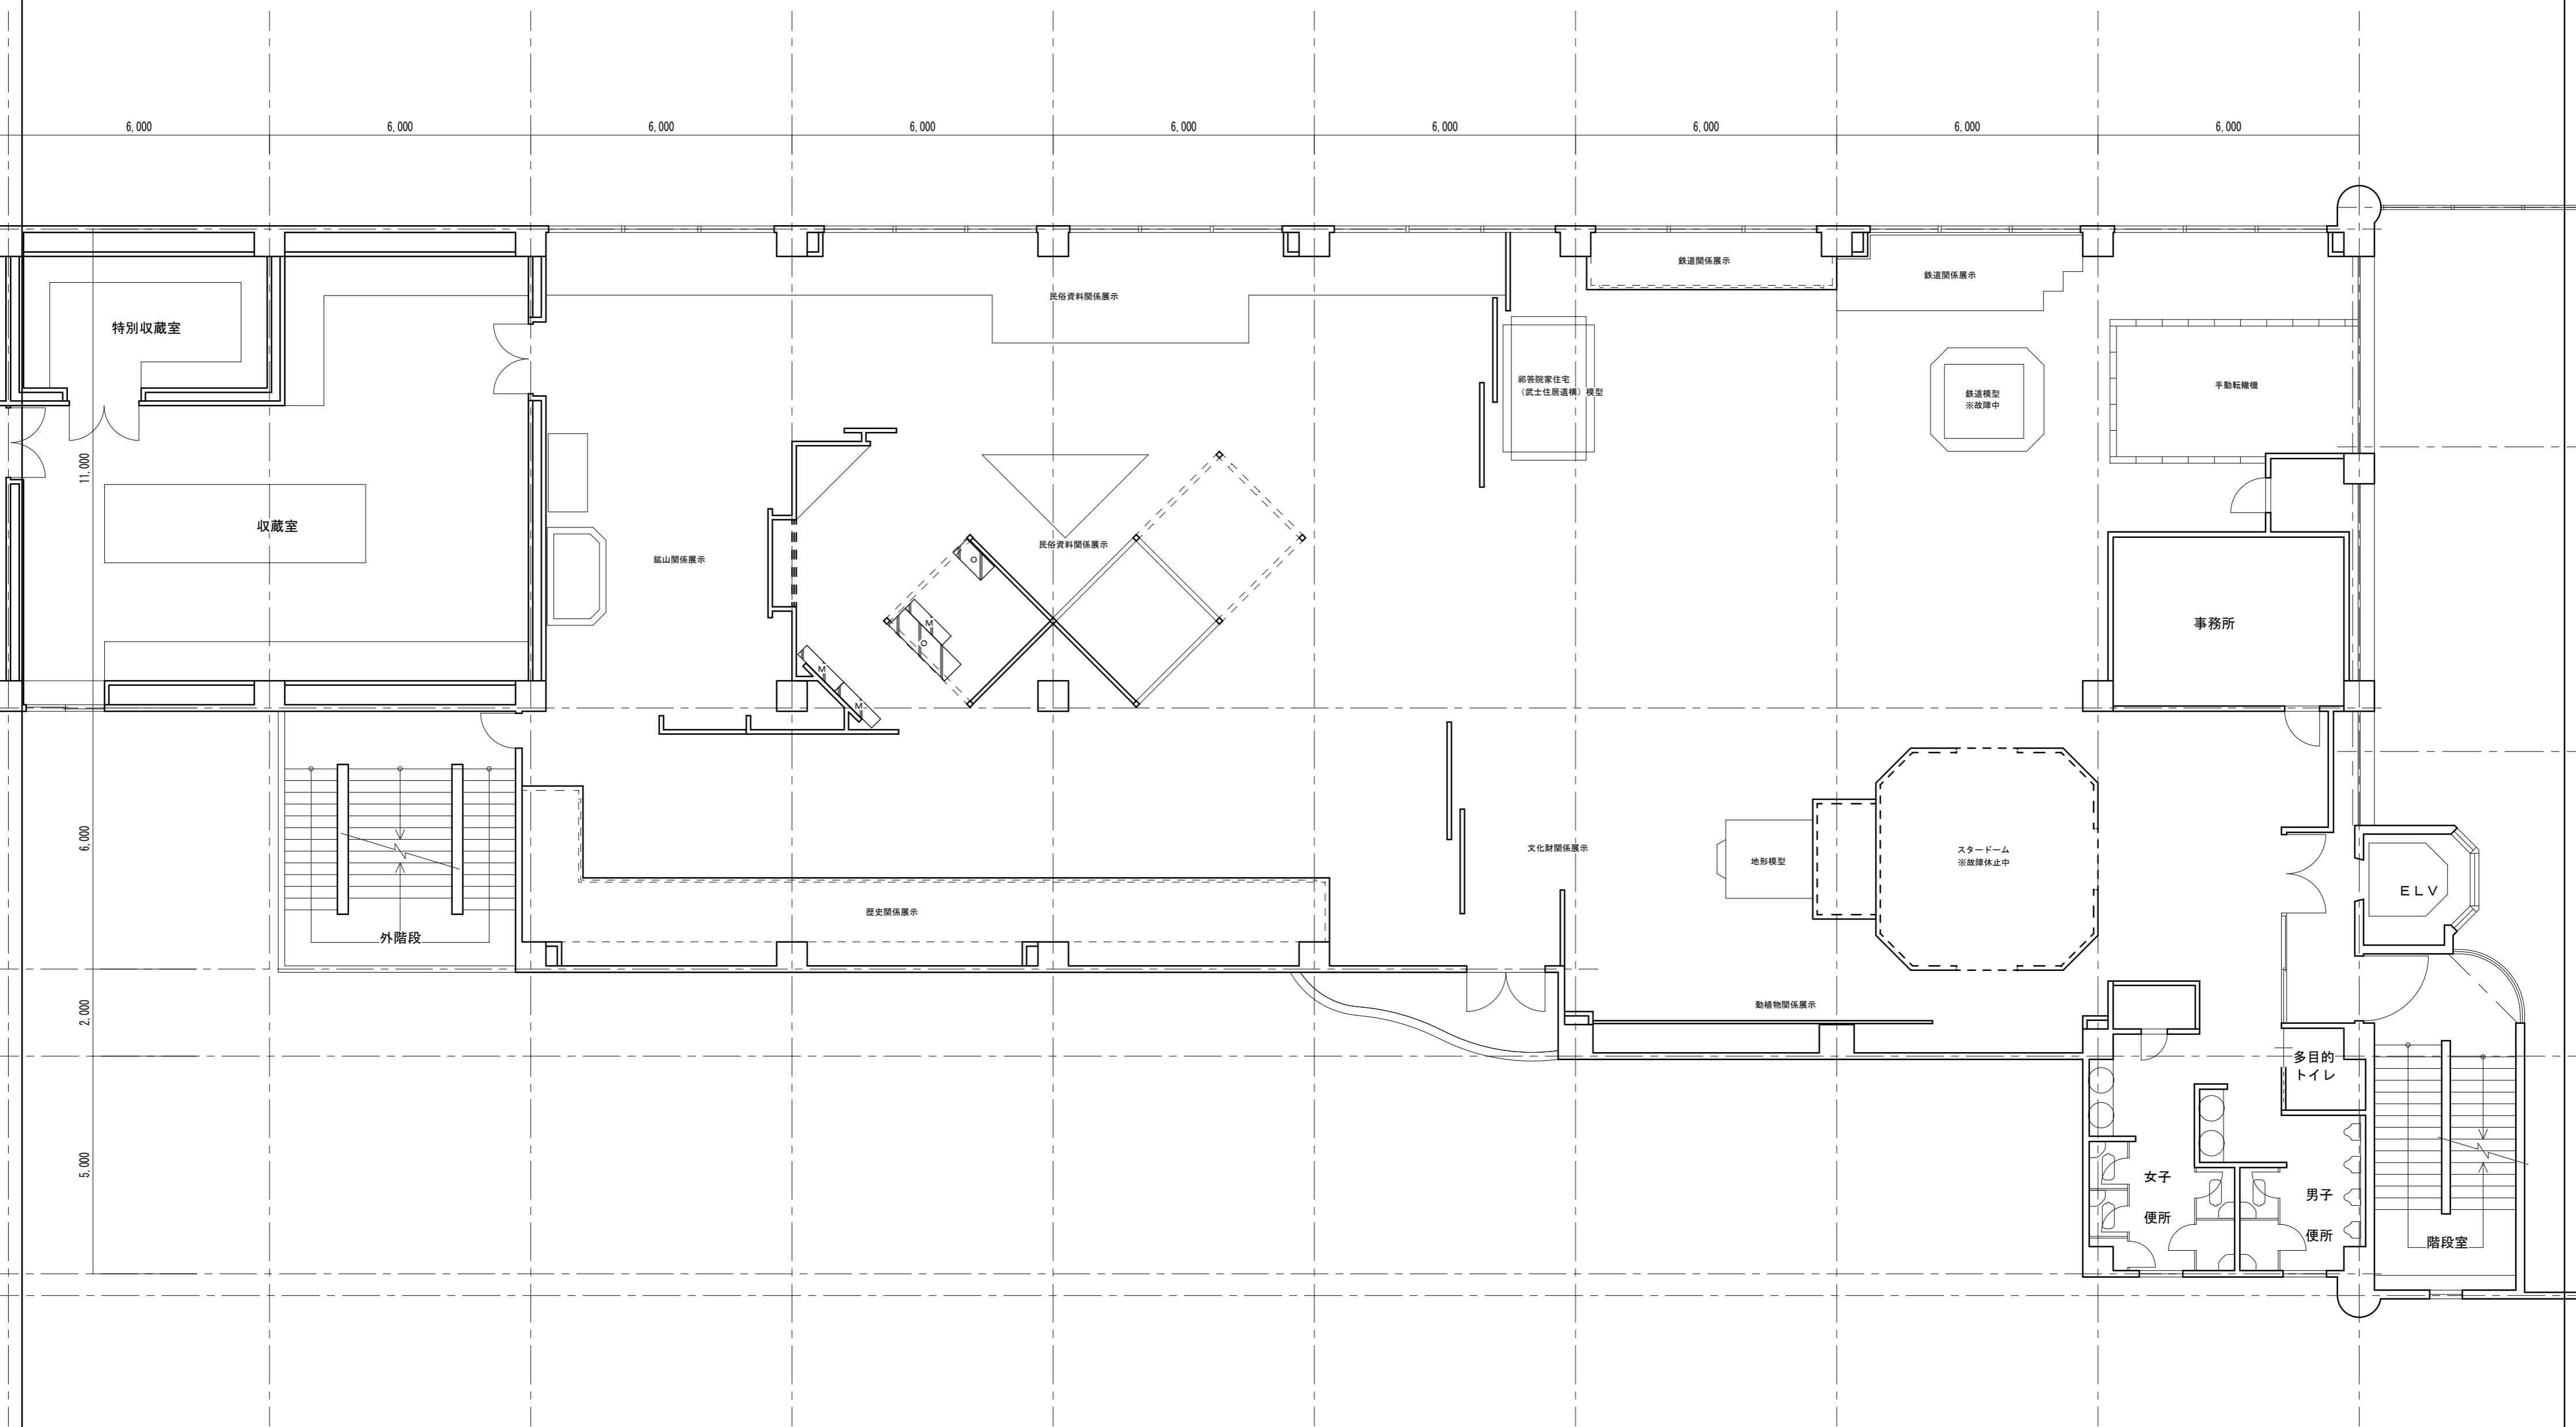 6,000
6,000
6,000
6,000
6,000
6,000
6,000
6,000
6,000
鉄道関係展示
鉄道関係展示
民俗資料関係展示
特別収蔵室
祁答院家住宅
（武士住居遺構）模型
鉄道模型
※故障中
手動転轍機
11,000
収蔵室
鉱山関係展示
民俗資料関係展示
O
M
O
M
M
事務所
6,000
文化財関係展示
地形模型
スタードーム
※故障休止中
ＥＬＶ
歴史関係展示
外階段
2,000
動植物関係展示
多目的
トイレ
5,000
女子
便所
男子
便所
階段室